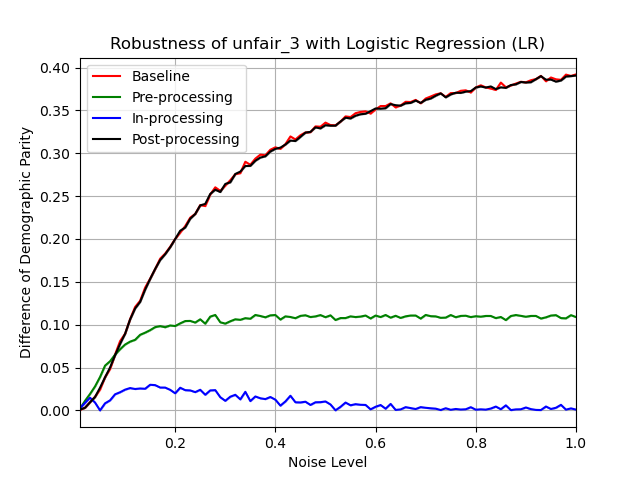 Robustness of unfair_3 with Logistic Regression (LR)
Difference of Demographic Parity
0.40
0.35
0.30
0.25
0.20
0.15
0.10
0.05
0.00
Baseline
Pre-processing
In-processing
Post-processing
0.2
0.4
0.6
0.8
1.0
Noise Level